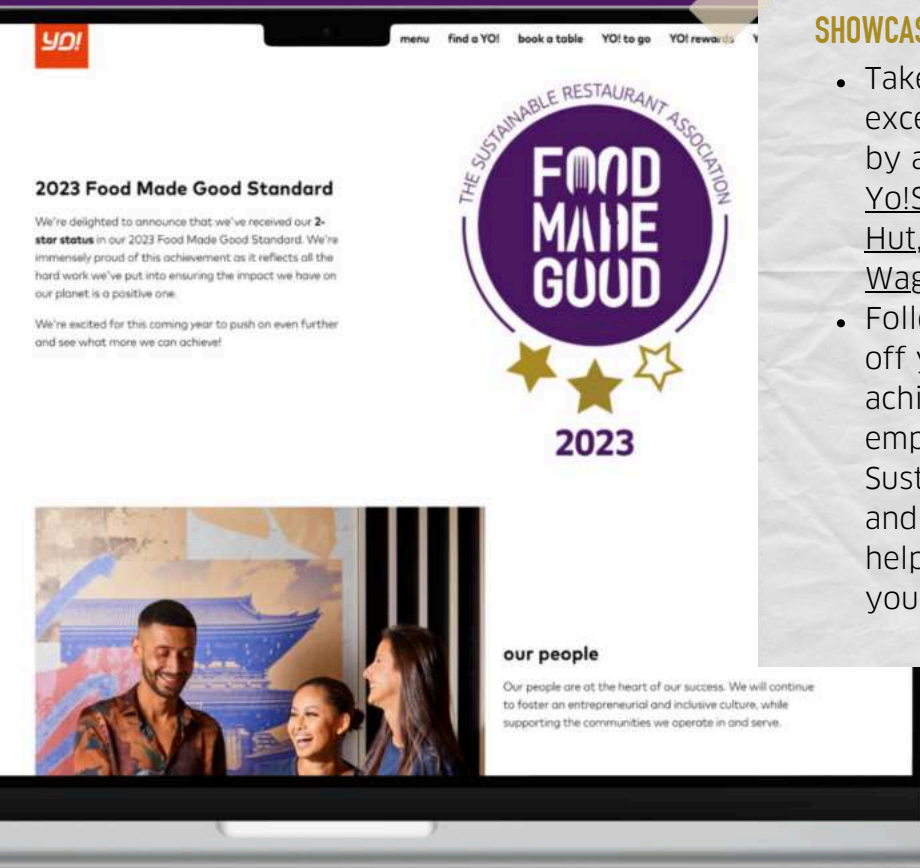 YO!
menu find a YO! book a table YO! to go YO! rewards
2023 Food Made Good Standard
We're delighted to announce that we've received our 2-
star status in our 2023 Food Made Good Standard. We're
immensely proud of this achievement as it reflects all the
hard work we've put into ensuring the impact we have on
our planet is a positive one.
We're excited for this coming year to push on even further
and see what more we can achieve!
THE SUSTAINABLE RESTAURANT ASSOCIATION
FOOD
MADE
GOOD
2023
our people
Our people are at the heart of our success. We will continue
to foster an entrepreneurial and inclusive culture, while
supporting the communities we operate in and serve.
SHOWCAS
• Take
exce
by a
Yo!S
Hut,
Wag
• Follo
off y
achi
emp
Sust
and
help
you